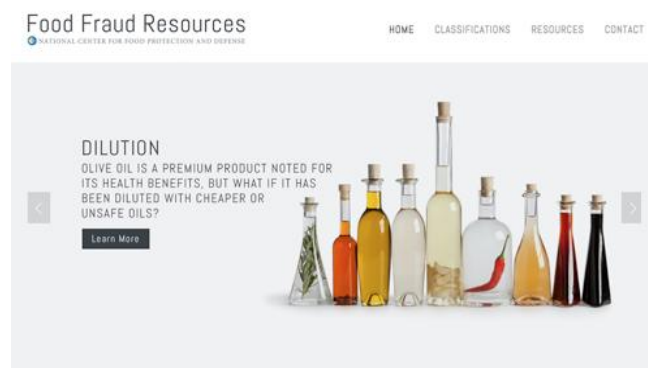 Food Fraud Resources
NATIONAL CENTER FOR FOOD PROTECTION AND DEFENSE
HOME CLASSIFICATIONS RESOURCES CONTACT
DILUTION
OLIVE OIL IS A PREMIUM PRODUCT NOTED FOR
ITS HEALTH BENEFITS, BUT WHAT IF IT HAS
BEEN DILUTED WITH CHEAPER OR
UNSAFE OILS?
Learn More